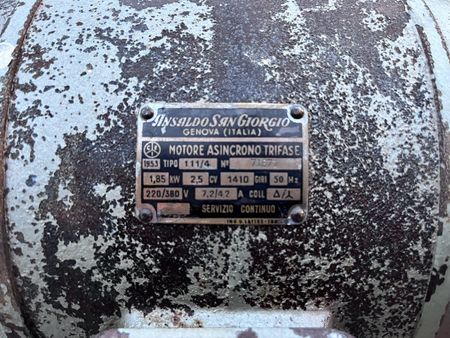 ANSALDO SAN GIORGIO
GENOVA (ITALIA)
MOTORE ASINCRONO TRIFASE
1953 TIPO 111/4 Nº
1,85 KW 2,5 CV 1410 GIRI 50 Hz
220/380 V 7,2/4,2 A COLL Δ/Y
SERVIZIO CONTINUO